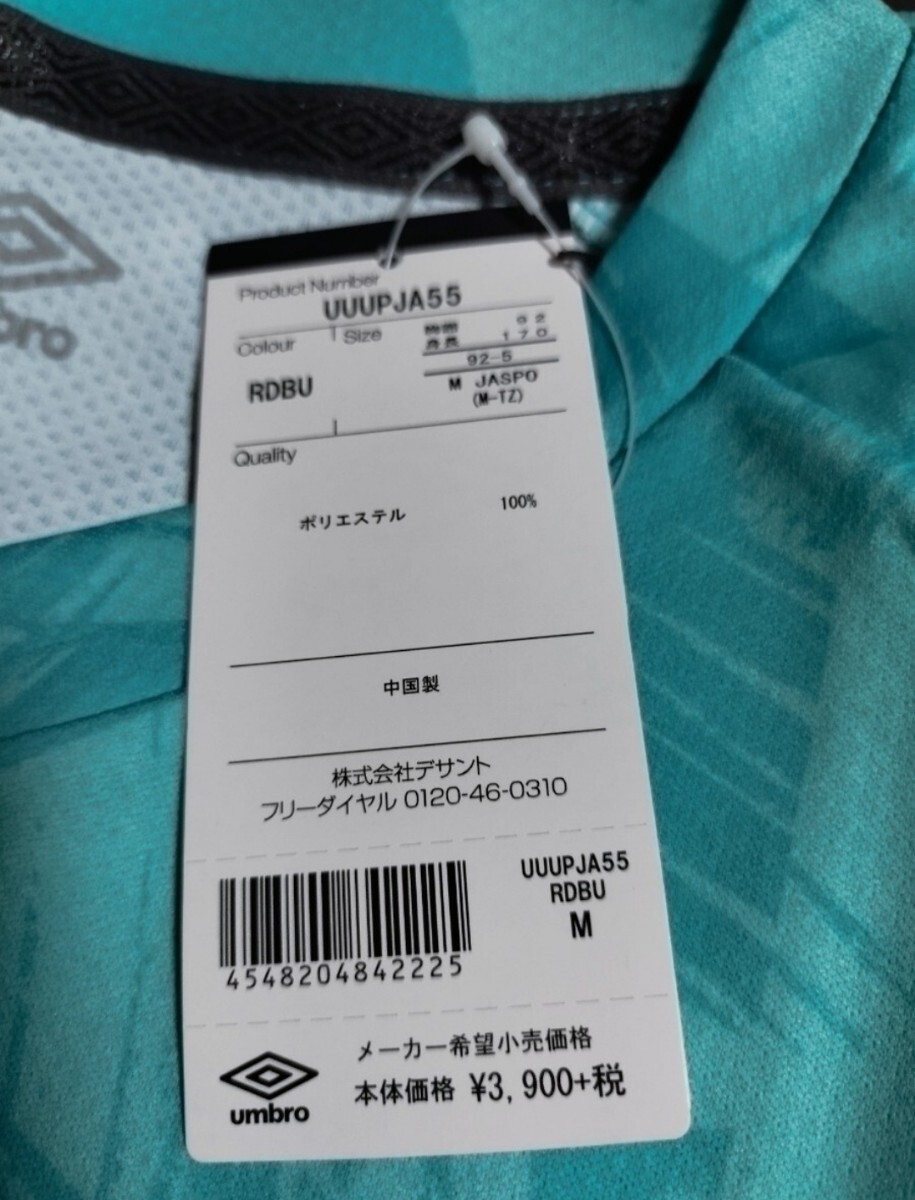 Product Number
UUUPJA55
Colour
Size
胸囲 92
身長 170
92-5
RDBU
M JASPO
(M-TZ)
Quality
ポリエステル 100%
中国製
株式会社デサント
フリーダイヤル 0120-46-0310
UUUPJA55
RDBU
M
4548204842225
メーカー希望小売価格
本体価格 ¥3,900+税
umbro
mbro